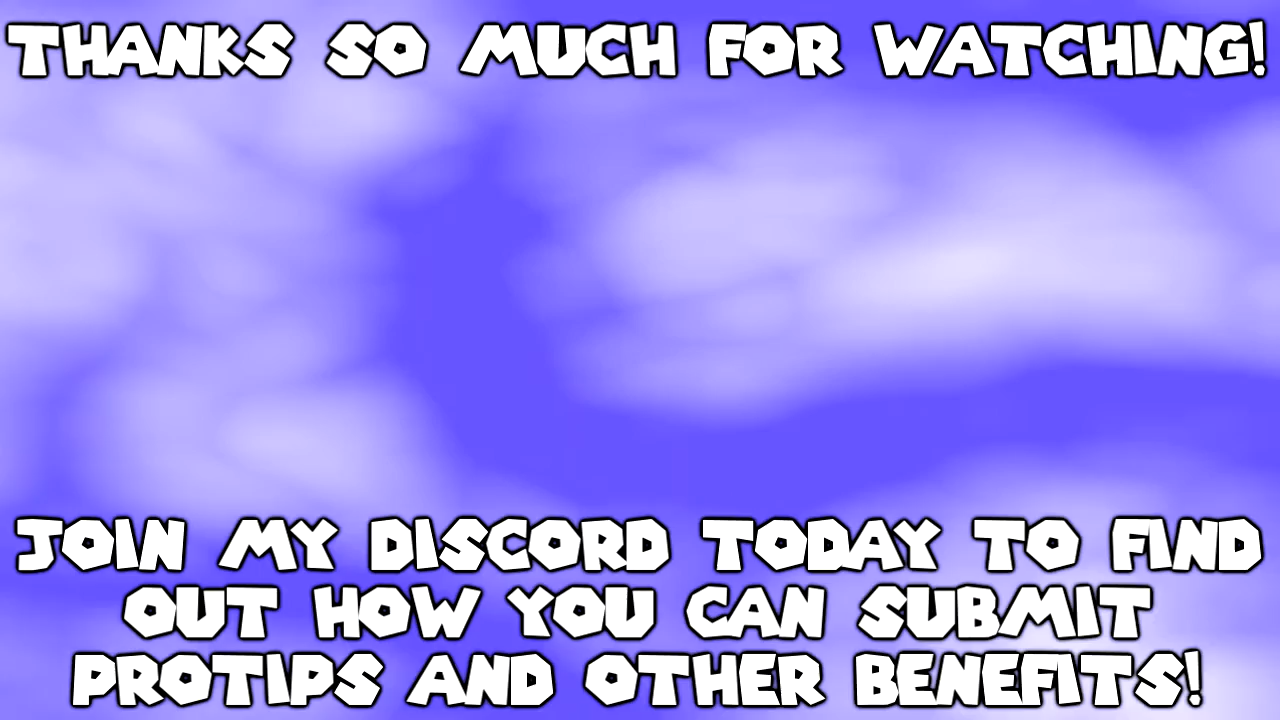 THANKS SO MUCH FOR WATCHING!
JOIN MY DISCORD TODAY TO FIND
OUT HOW YOU CAN SUBMIT
PROTIPS AND OTHER BENEFITS!